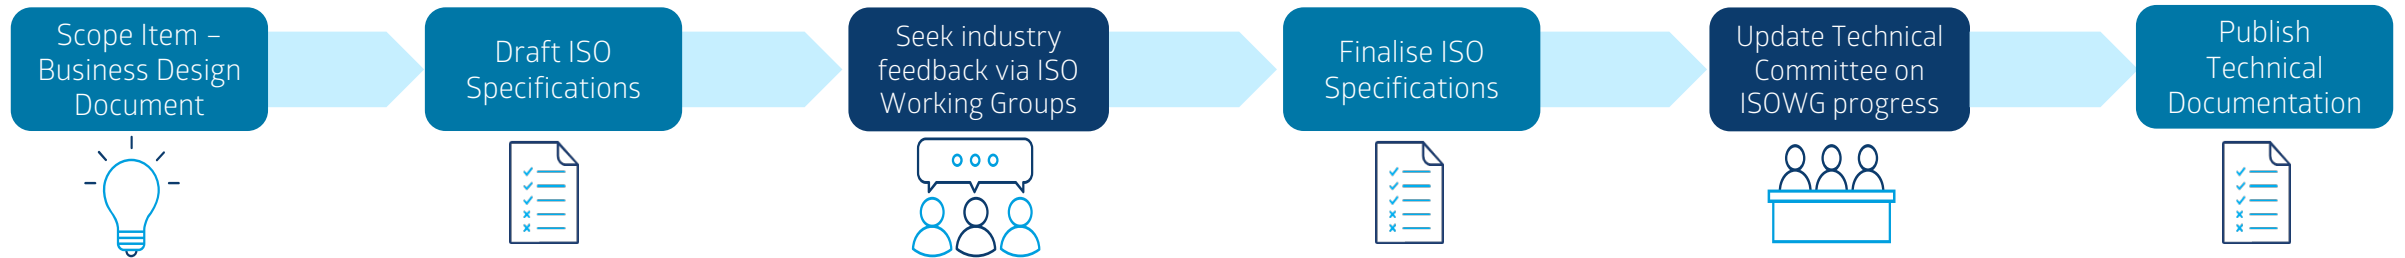 Scope Item –
Business Design
Document
Draft ISO
Specifications
Seek industry
feedback via ISO
Working Groups
Finalise ISO
Specifications
Update Technical
Committee on
ISOWG progress
Publish
Technical
Documentation